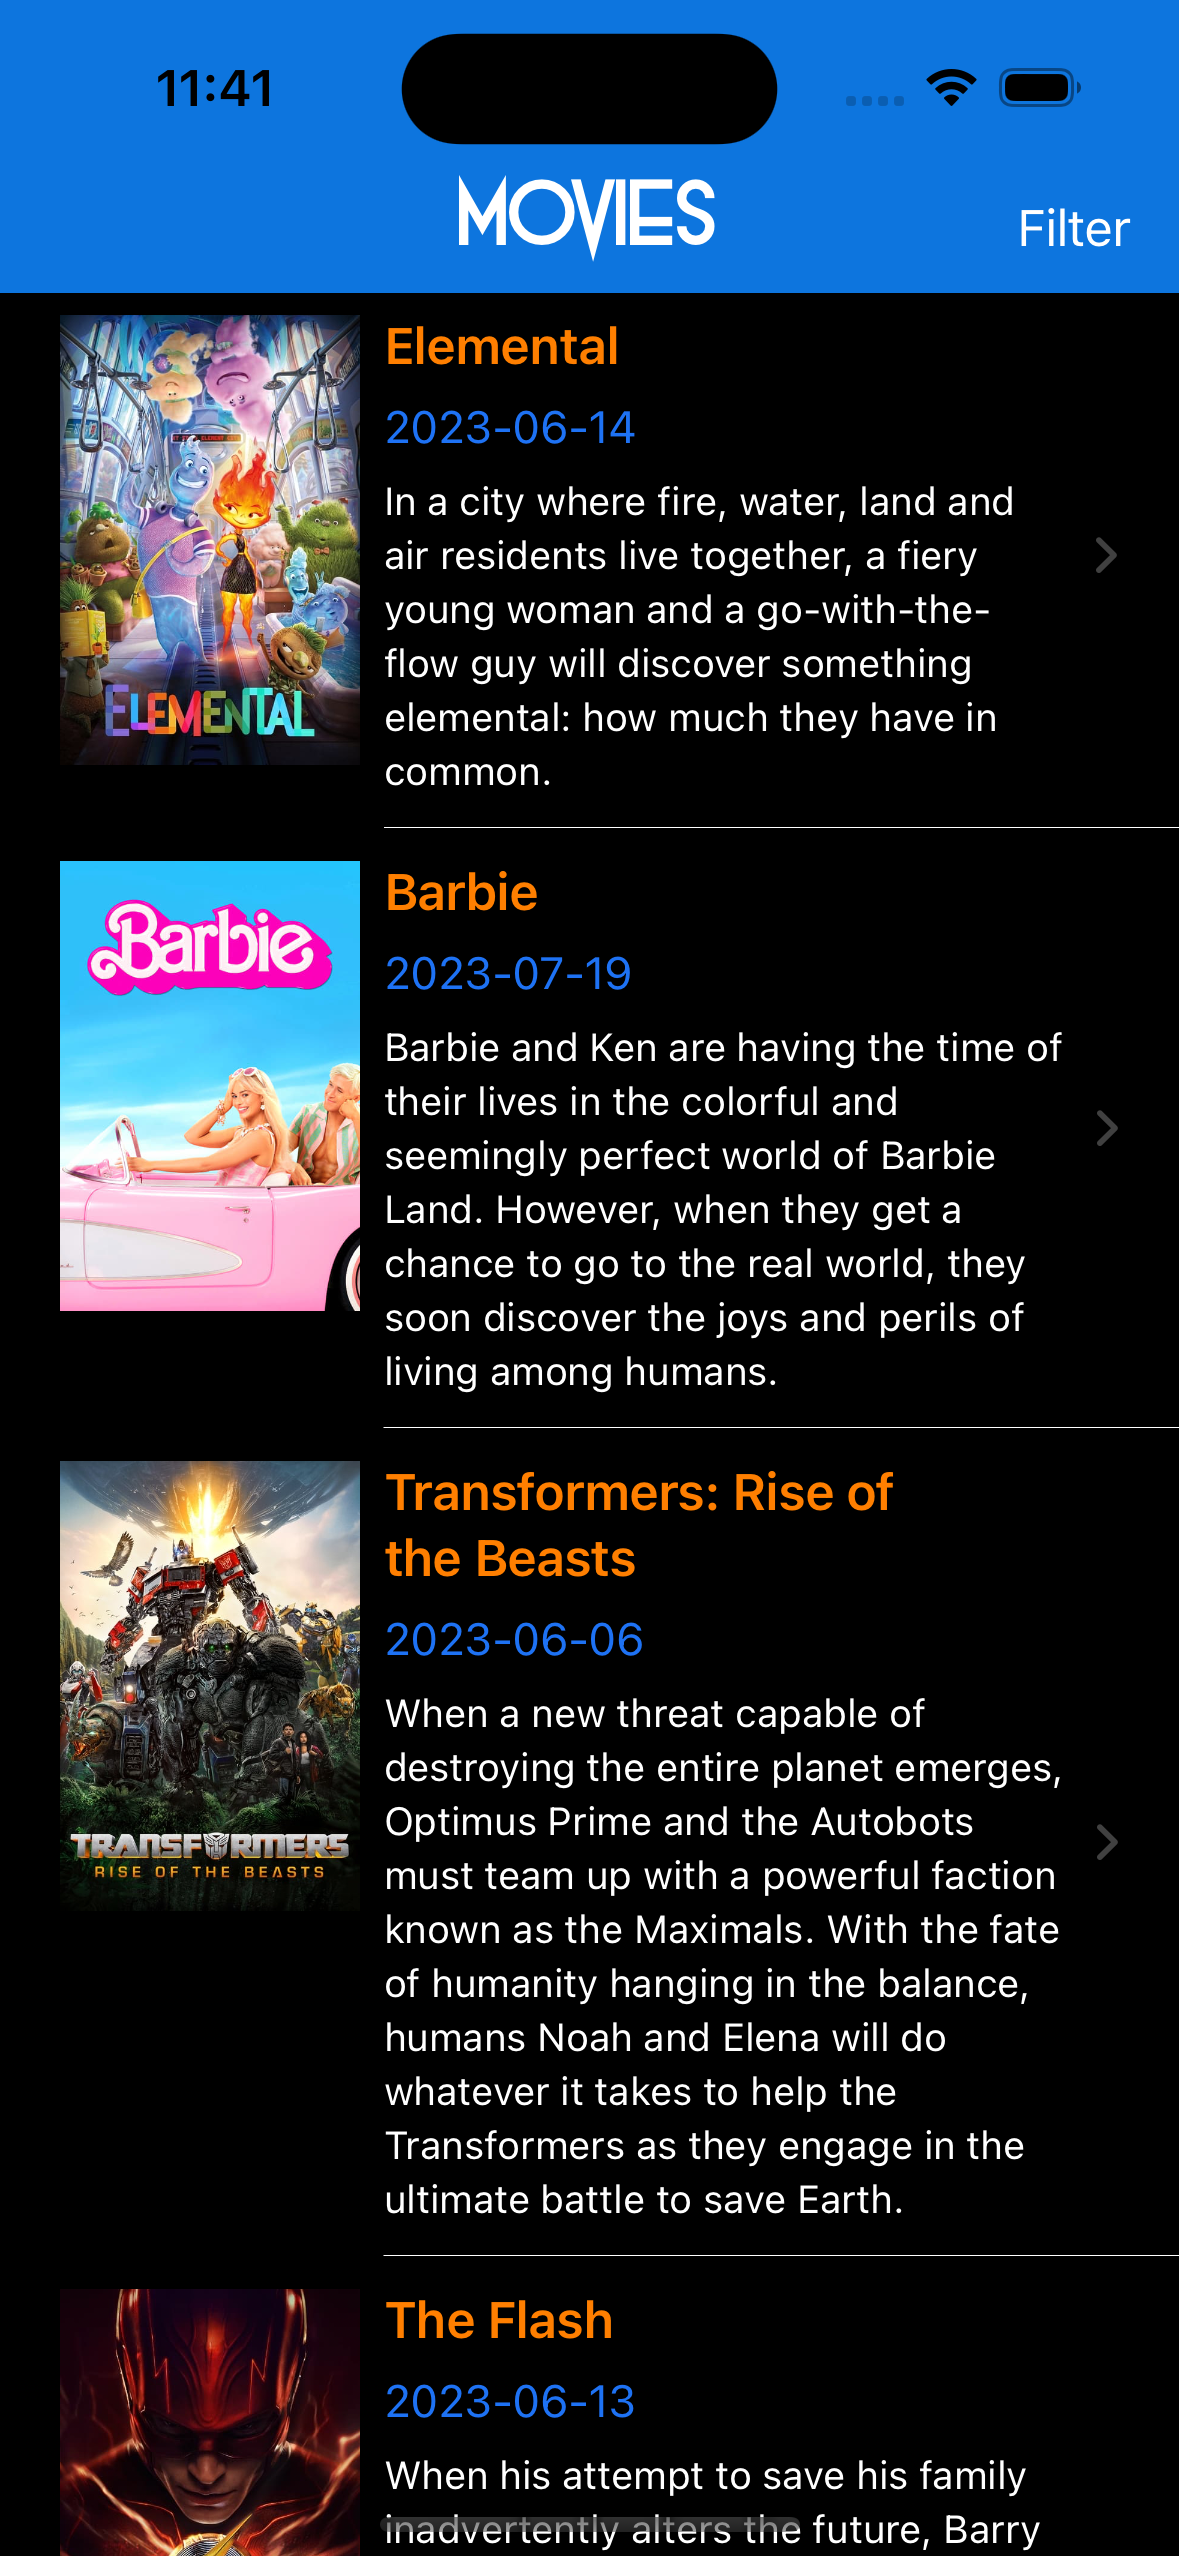 11:41
MOVIES
Filter
Elemental
2023-06-14
In a city where fire, water, land and
air residents live together, a fiery
young woman and a go-with-the-
flow guy will discover something
elemental: how much they have in
common.
ELEMENTAL
Barbie
Barbie
2023-07-19
Barbie and Ken are having the time of
their lives in the colorful and
seemingly perfect world of Barbie
Land. However, when they get a
chance to go to the real world, they
soon discover the joys and perils of
living among humans.
Transformers: Rise of
the Beasts
2023-06-06
When a new threat capable of
destroying the entire planet emerges,
Optimus Prime and the Autobots
must team up with a powerful faction
known as the Maximals. With the fate
of humanity hanging in the balance,
humans Noah and Elena will do
whatever it takes to help the
Transformers as they engage in the
ultimate battle to save Earth.
TRANSFORMERS
RISE OF THE BEASTS
The Flash
2023-06-13
When his attempt to save his family
inadvertently alters the future, Barry